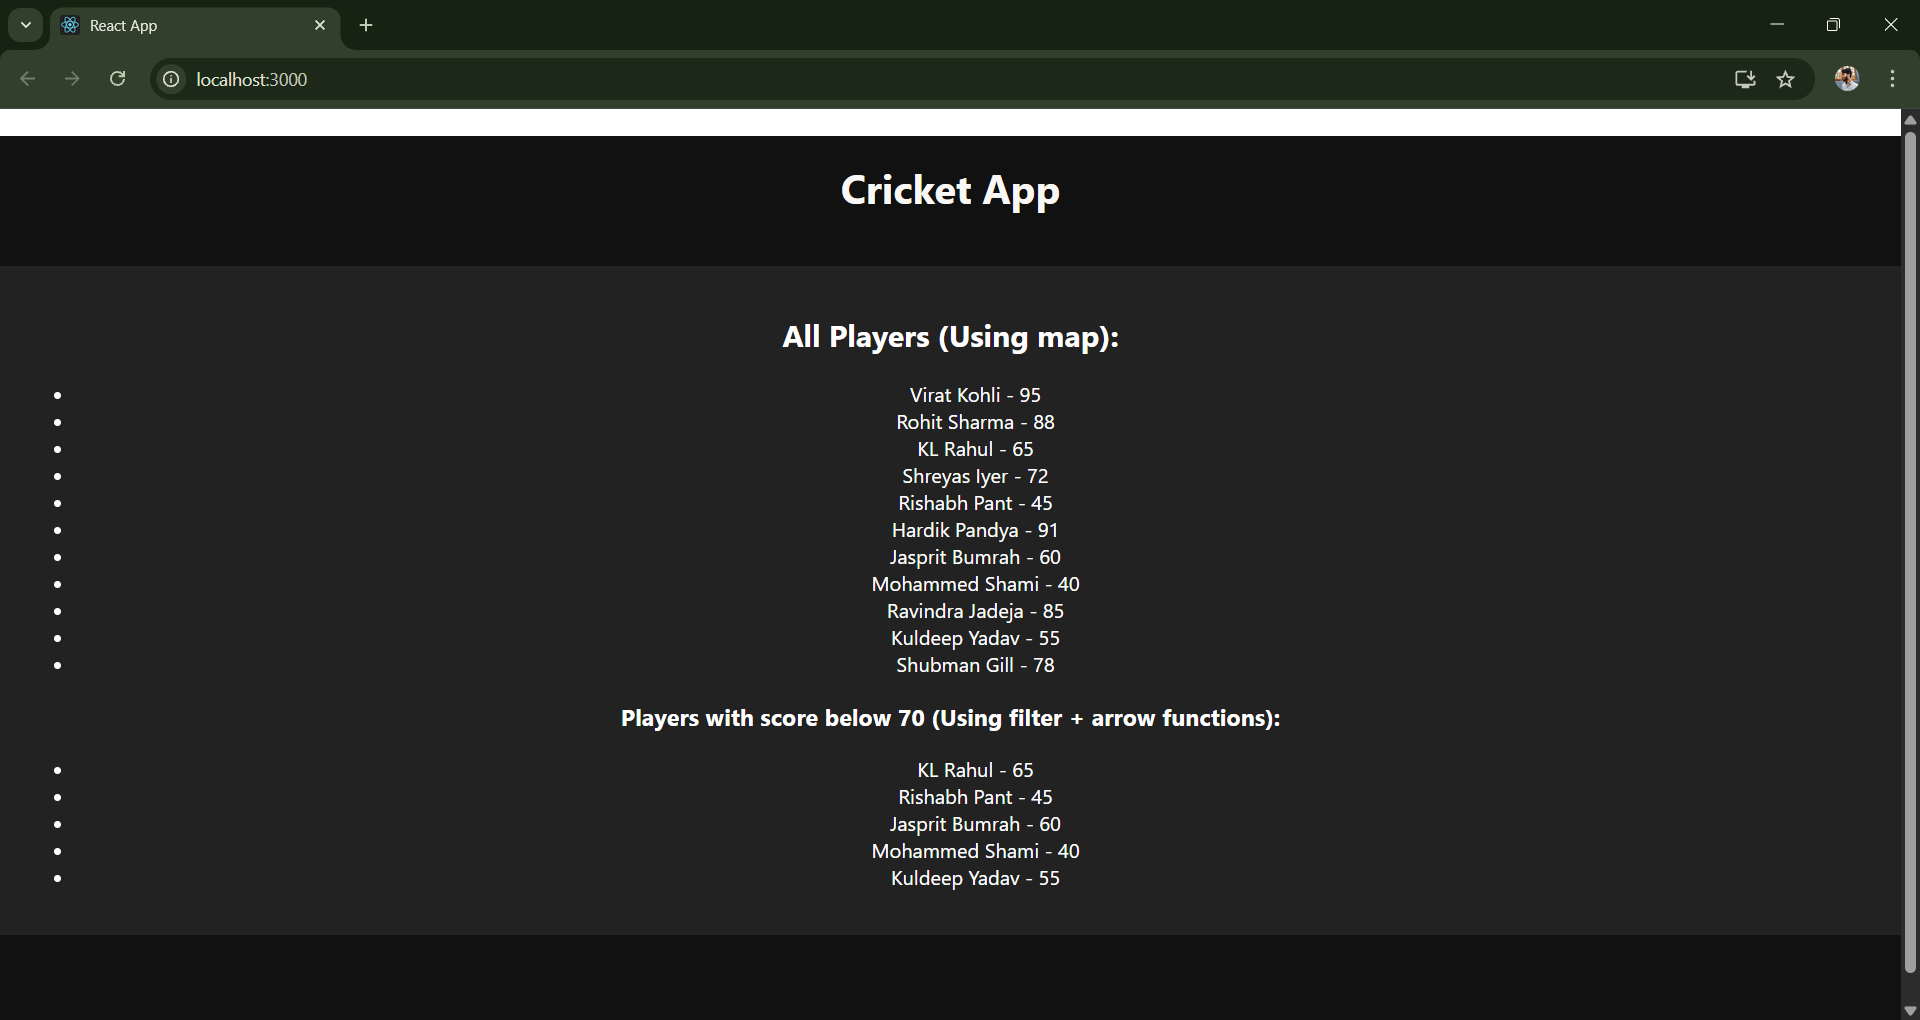 React App
localhost:3000
Cricket App
All Players (Using map):
Virat Kohli - 95
Rohit Sharma - 88
KL Rahul - 65
Shreyas Iyer - 72
Rishabh Pant - 45
Hardik Pandya - 91
Jasprit Bumrah - 60
Mohammed Shami - 40
Ravindra Jadeja - 85
Kuldeep Yadav - 55
Shubman Gill - 78
Players with score below 70 (Using filter + arrow functions):
KL Rahul - 65
Rishabh Pant - 45
Jasprit Bumrah - 60
Mohammed Shami - 40
Kuldeep Yadav - 55